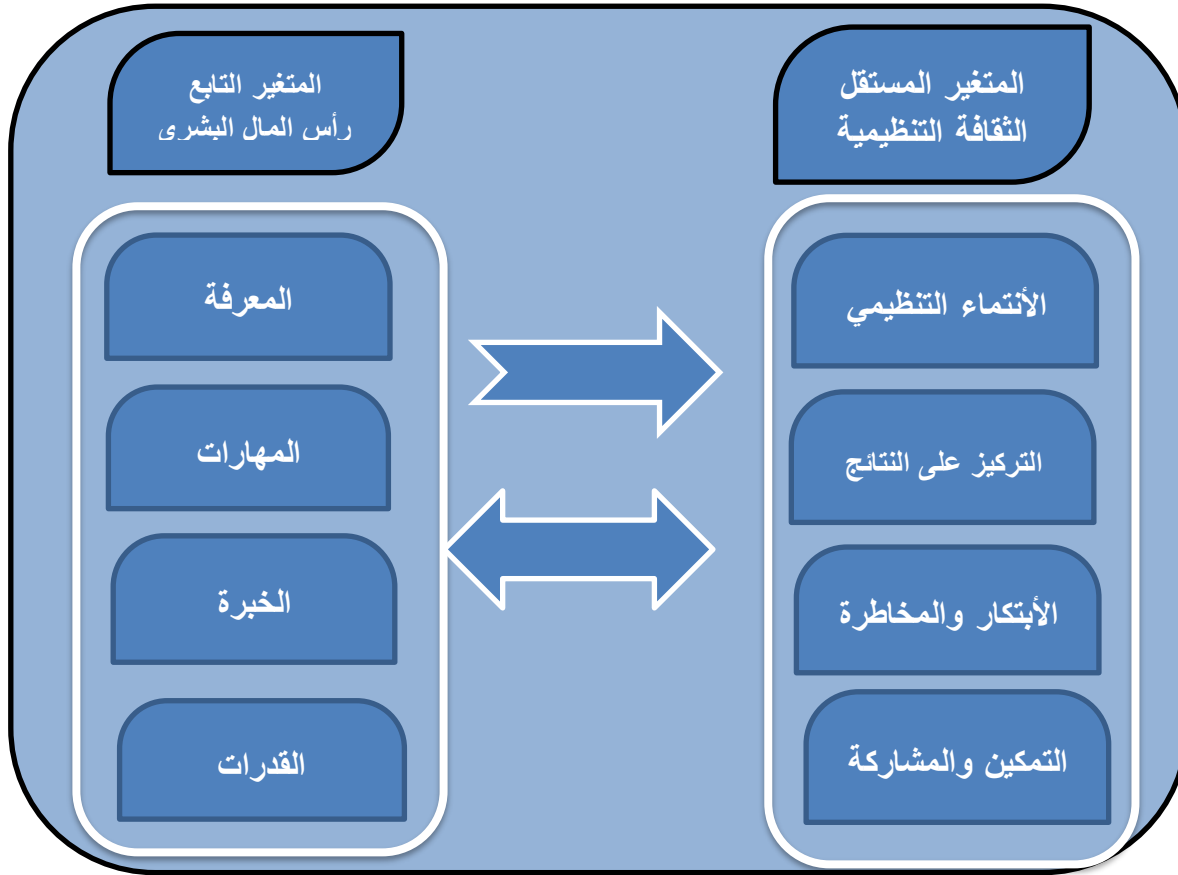 المتغير المستقل
الثقافة التنظيمية
المتغير التابع
رأس المال البشري
الأنتماء التنظيمي
التركيز على النتائج
الأبتكار والمخاطرة
التمكين والمشاركة
المعرفة
المهارات
الخبرة
القدرات